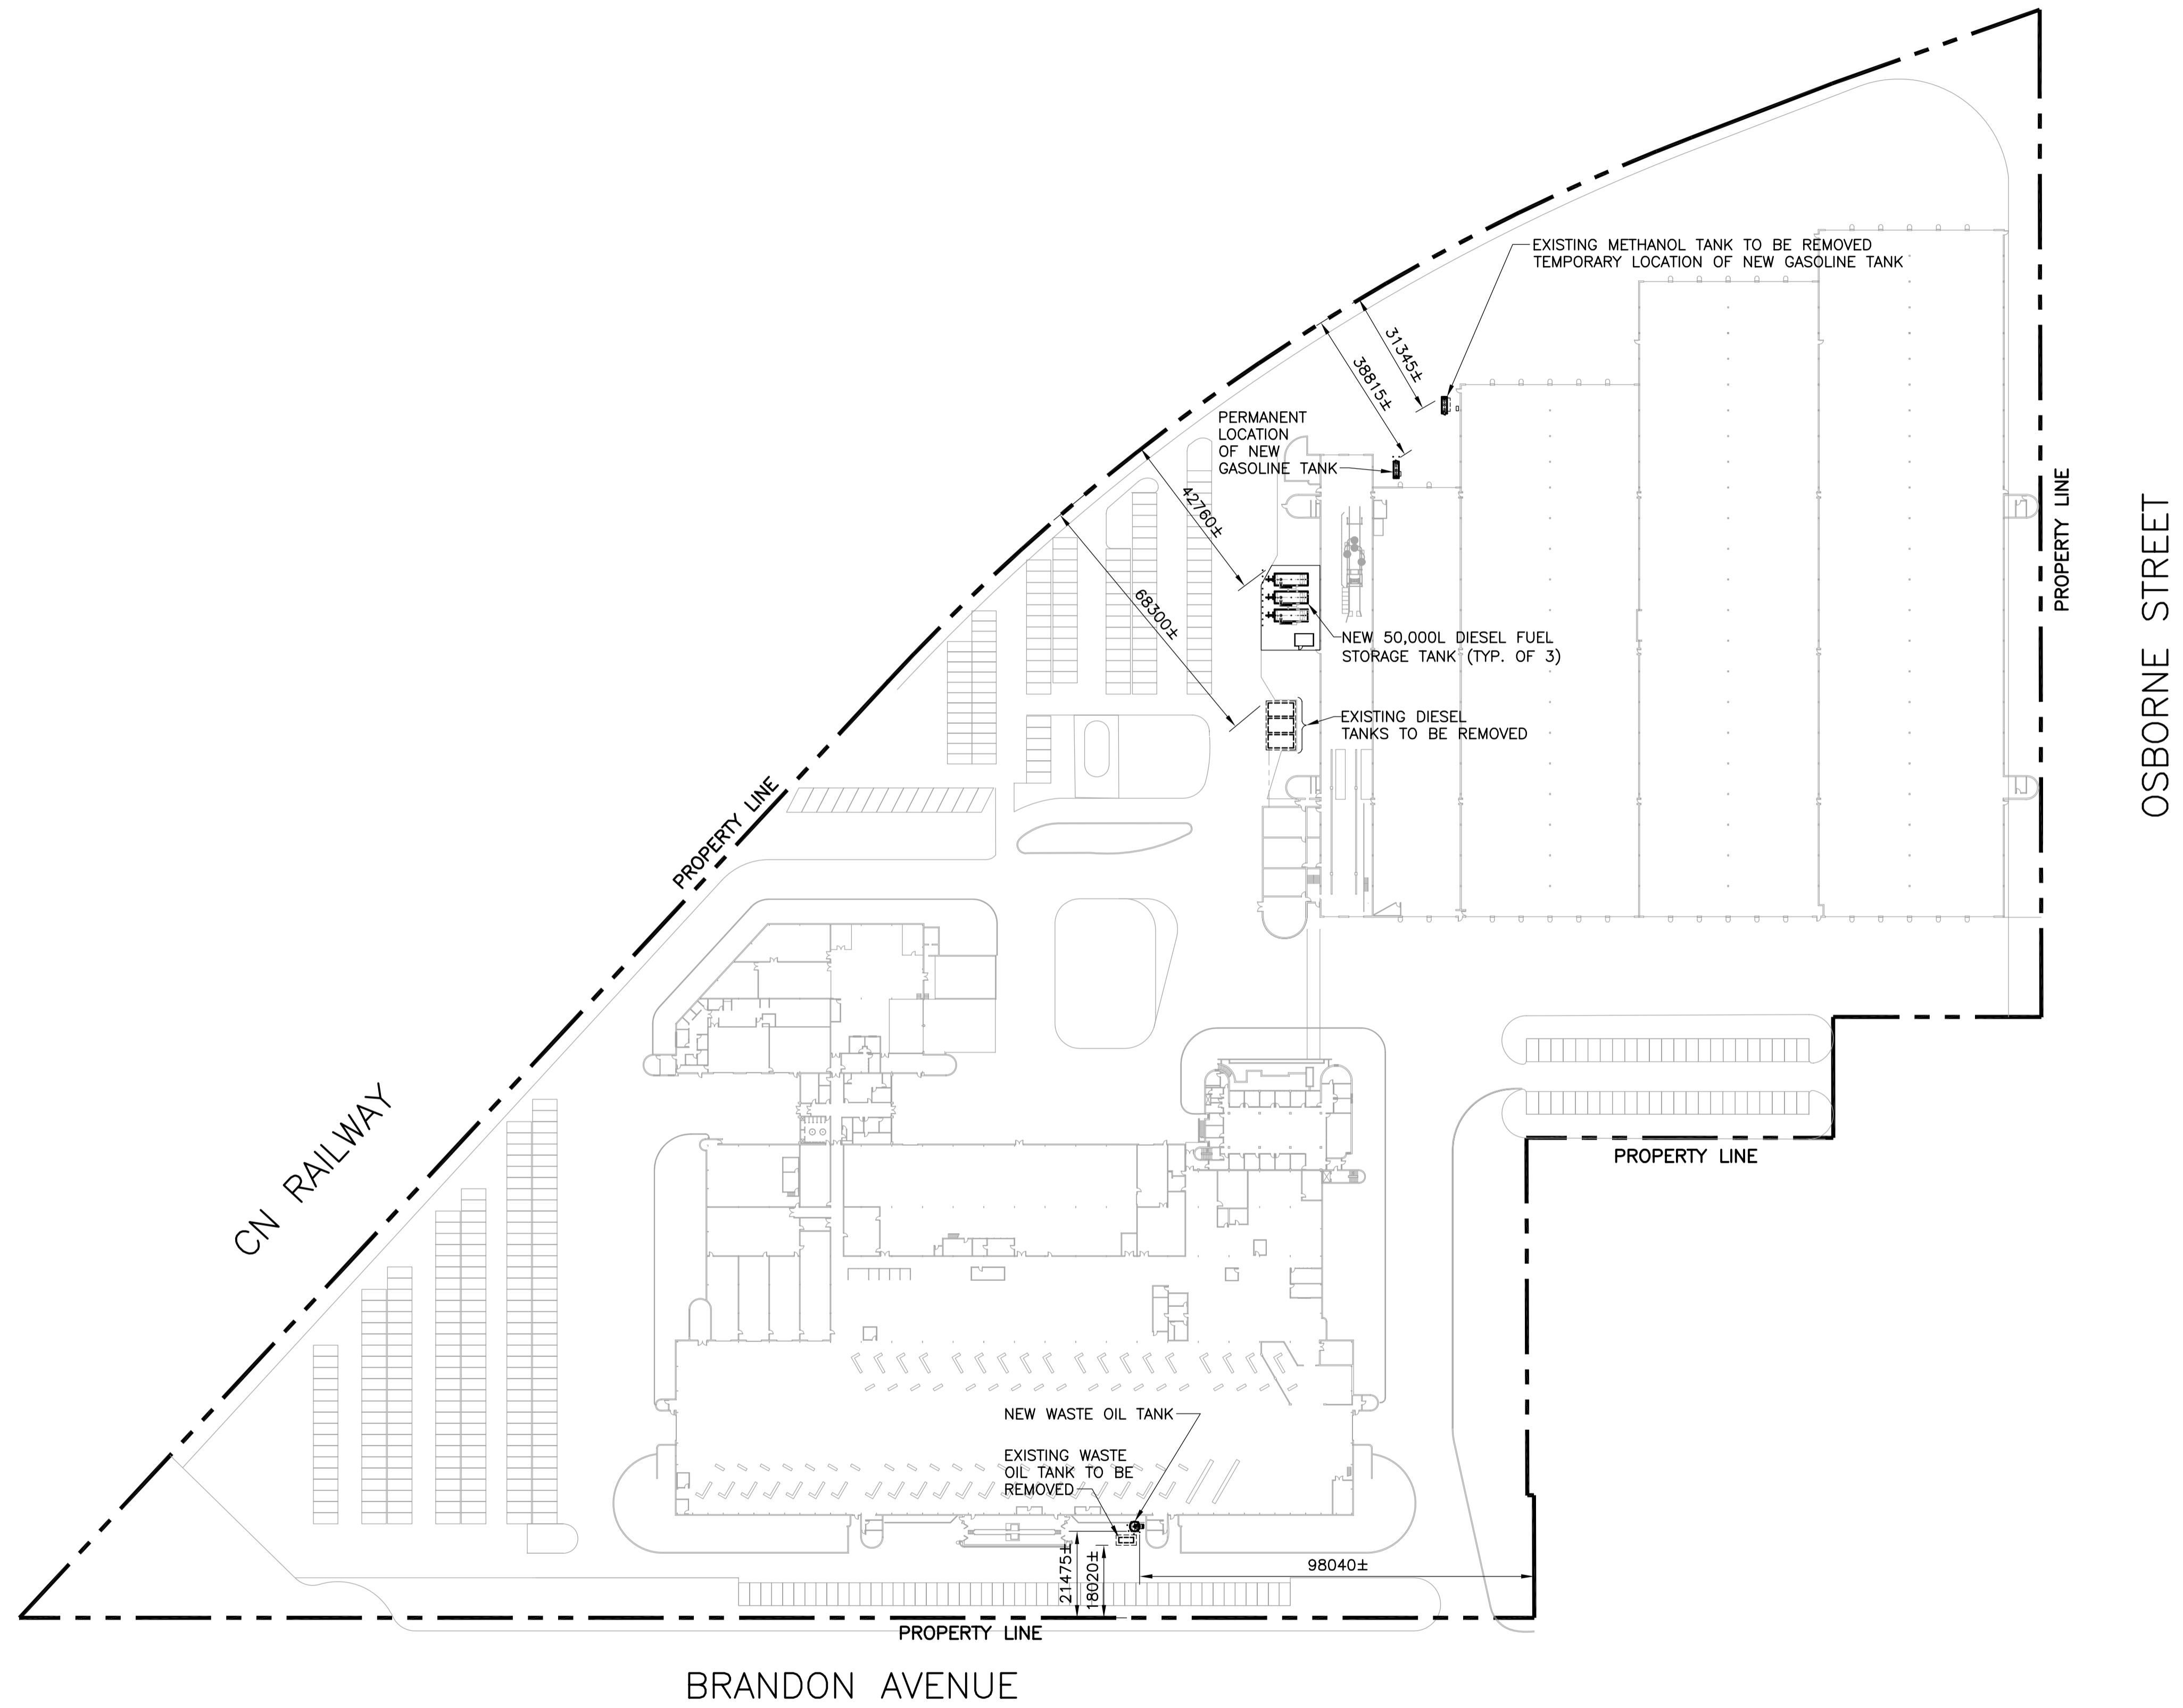 EXISTING METHANOL TANK TO BE REMOVED
TEMPORARY LOCATION OF NEW GASOLINE TANK
31345±
38815±
PERMANENT
LOCATION
OF NEW
GASOLINE TANK
42760±
68300±
PROPERTY LINE
OSBORNE STREET
NEW 50,000L DIESEL FUEL
STORAGE TANK (TYP. OF 3)
EXISTING DIESEL
TANKS TO BE REMOVED
PROPERTY LINE
CN RAILWAY
PROPERTY LINE
NEW WASTE OIL TANK
EXISTING WASTE
OIL TANK TO BE
REMOVED
21475±
18020±
98040±
PROPERTY LINE
BRANDON AVENUE